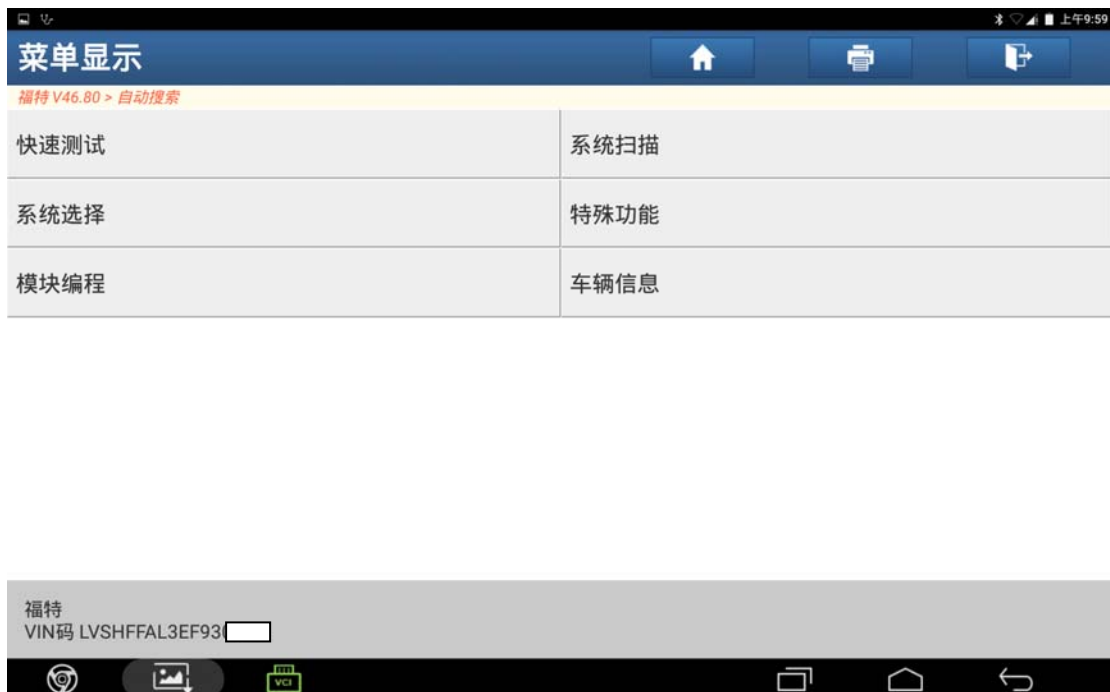 上午9:59
菜单显示
福特 V46.80 > 自动搜索
快速测试
系统扫描
系统选择
特殊功能
模块编程
车辆信息
福特
VIN码 LVSHFFAL3EF93
VCI